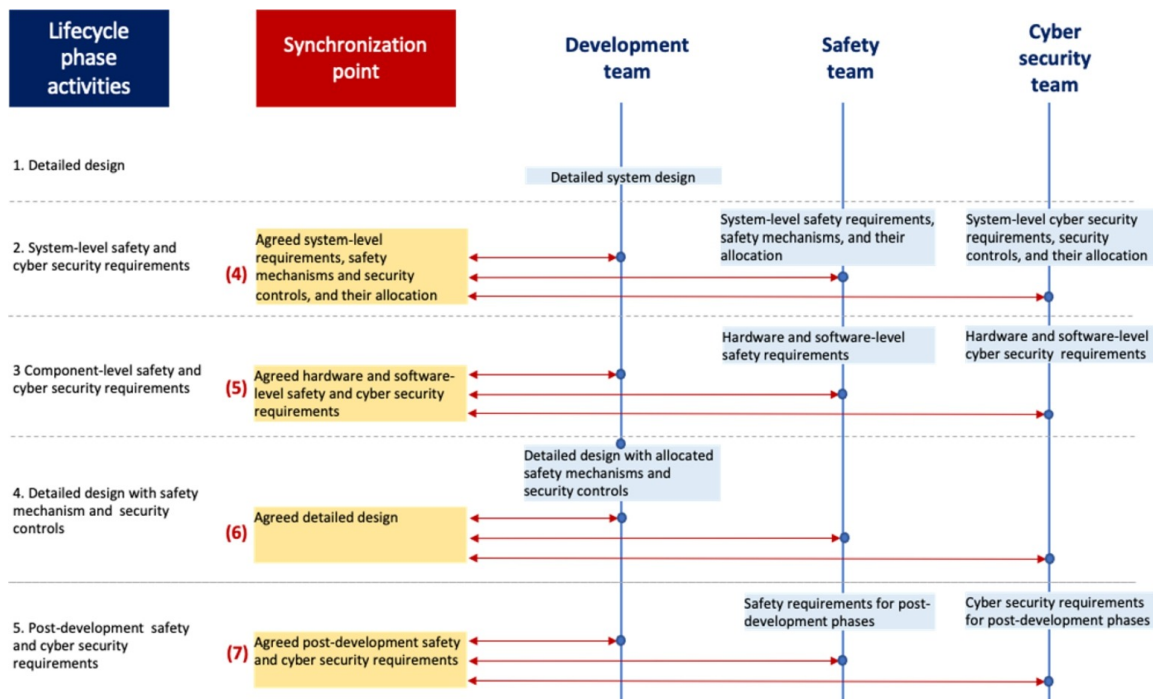 Lifecycle
phase
activities
Synchronization
point
Development
team
Safety
team
Cyber
security
team
1. Detailed design
Detailed system design
2. System-level safety and
cyber security requirements
(4)
Agreed system-level
requirements, safety
mechanisms and security
controls, and their allocation
System-level safety requirements,
safety mechanisms, and their
allocation
System-level cyber security
requirements, security
controls, and their allocation
3 Component-level safety and
cyber security requirements
(5)
Agreed hardware and software-
level safety and cyber security
requirements
Hardware and software-level
safety requirements
Hardware and software-level
cyber security requirements
4. Detailed design with safety
mechanism and security
controls
(6)
Agreed detailed design
Detailed design with allocated
safety mechanisms and
security controls
5. Post-development safety
and cyber security
requirements
(7)
Agreed post-development safety
and cyber security requirements
Safety requirements for post-
development phases
Cyber security requirements
for post-development phases